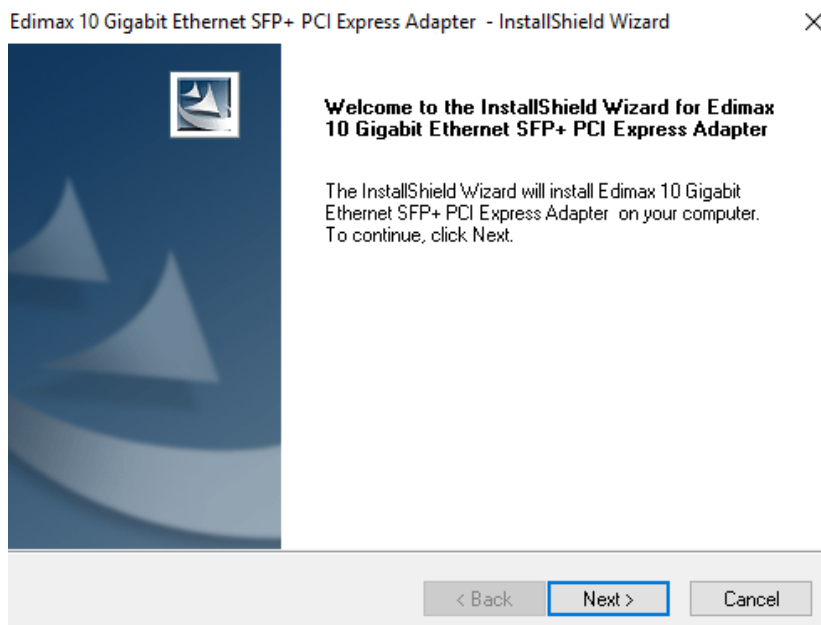 Edimax 10 Gigabit Ethernet SFP+ PCI Express Adapter - InstallShield Wizard
Welcome to the InstallShield Wizard for Edimax
10 Gigabit Ethernet SFP+ PCI Express Adapter
The InstallShield Wizard will install Edimax 10 Gigabit
Ethernet SFP+ PCI Express Adapter on your computer.
To continue, click Next.
< Back Next > Cancel